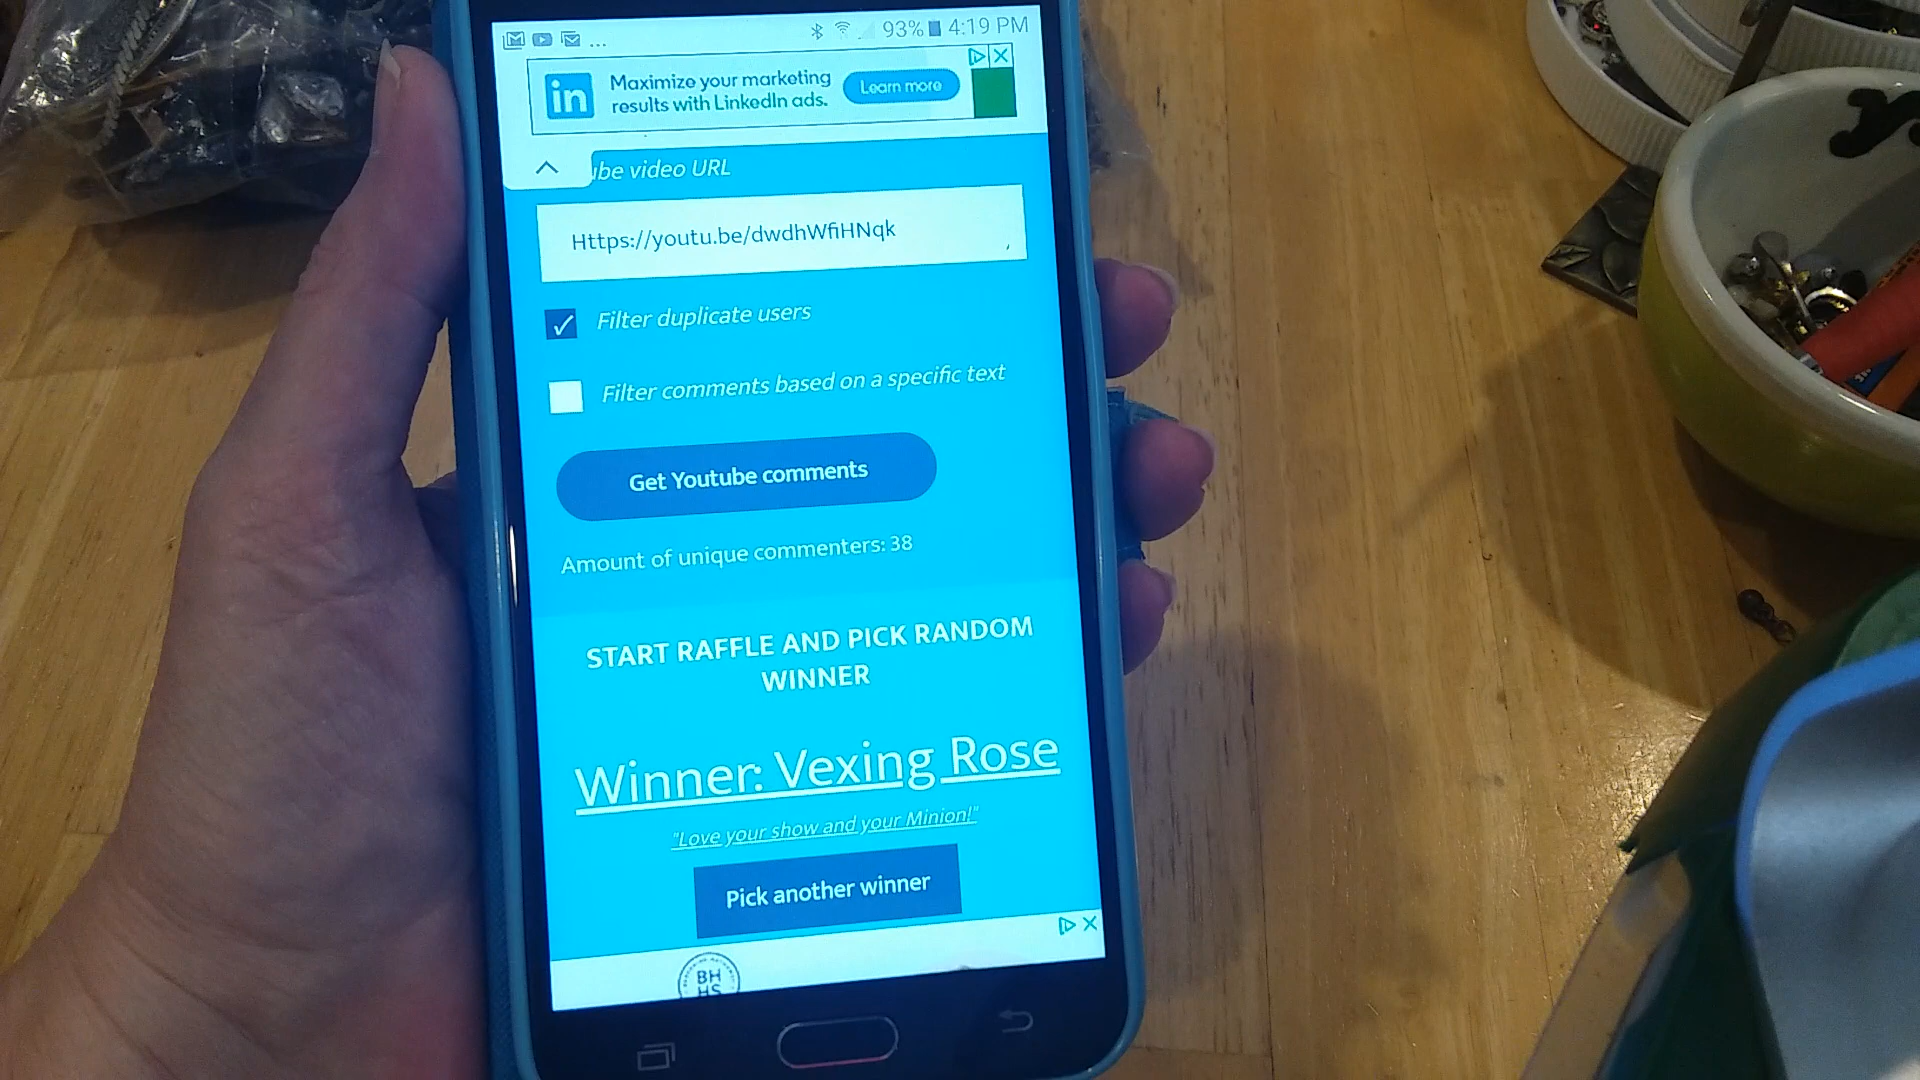 ... 93% 4:19 PM
in
Maximize your marketing
results with LinkedIn ads.
Learn more
ube video URL
Https://youtu.be/dwdhWfiHNqk
Filter duplicate users
Filter comments based on a specific text
Get Youtube comments
Amount of unique commenters: 38
START RAFFLE AND PICK RANDOM
WINNER
Winner: Vexing Rose
"Love your show and your Minion!"
Pick another winner
BH
HS